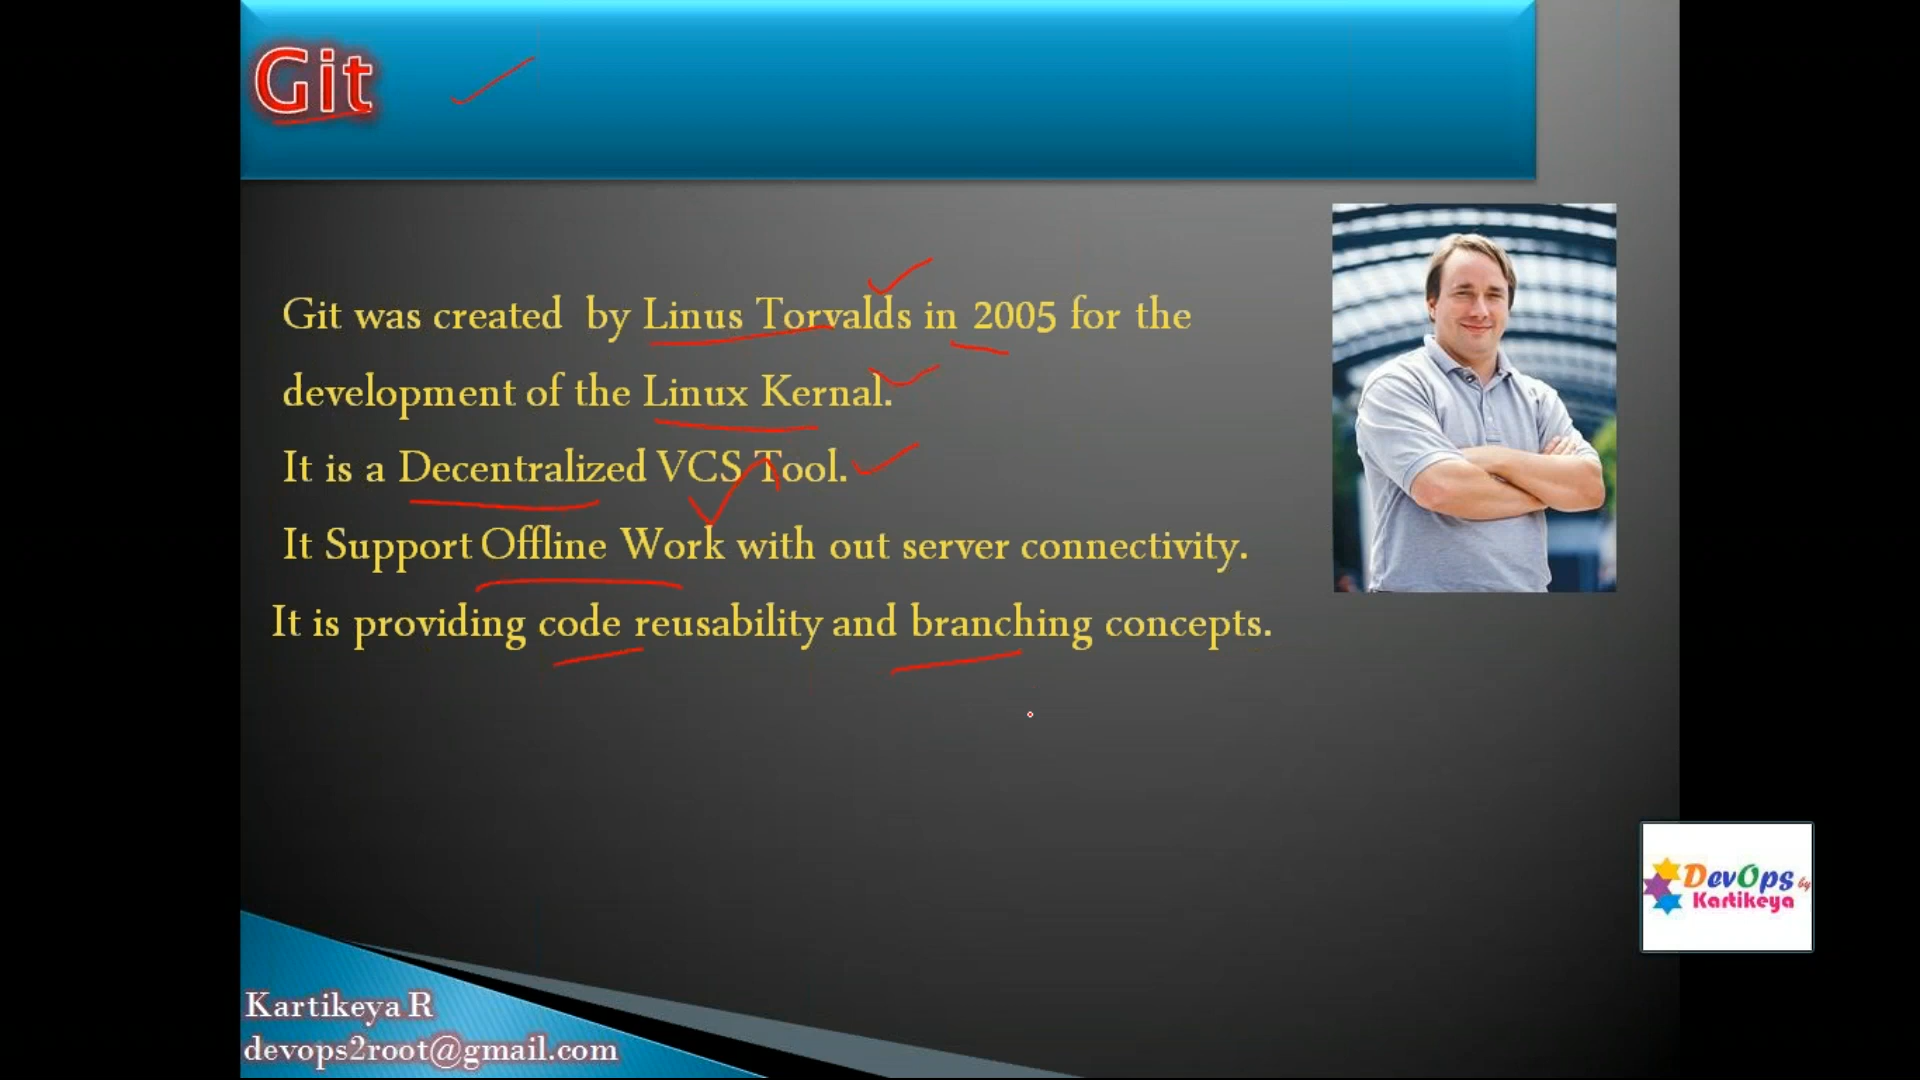 Git
Git was created by Linus Torvalds in 2005 for the
development of the Linux Kernal.
It is a Decentralized VCS Tool.
It Support Offline Work with out server connectivity.
It is providing code reusability and branching concepts.
DevOps by
Kartikeya
Kartikeya R
devops2root@gmail.com